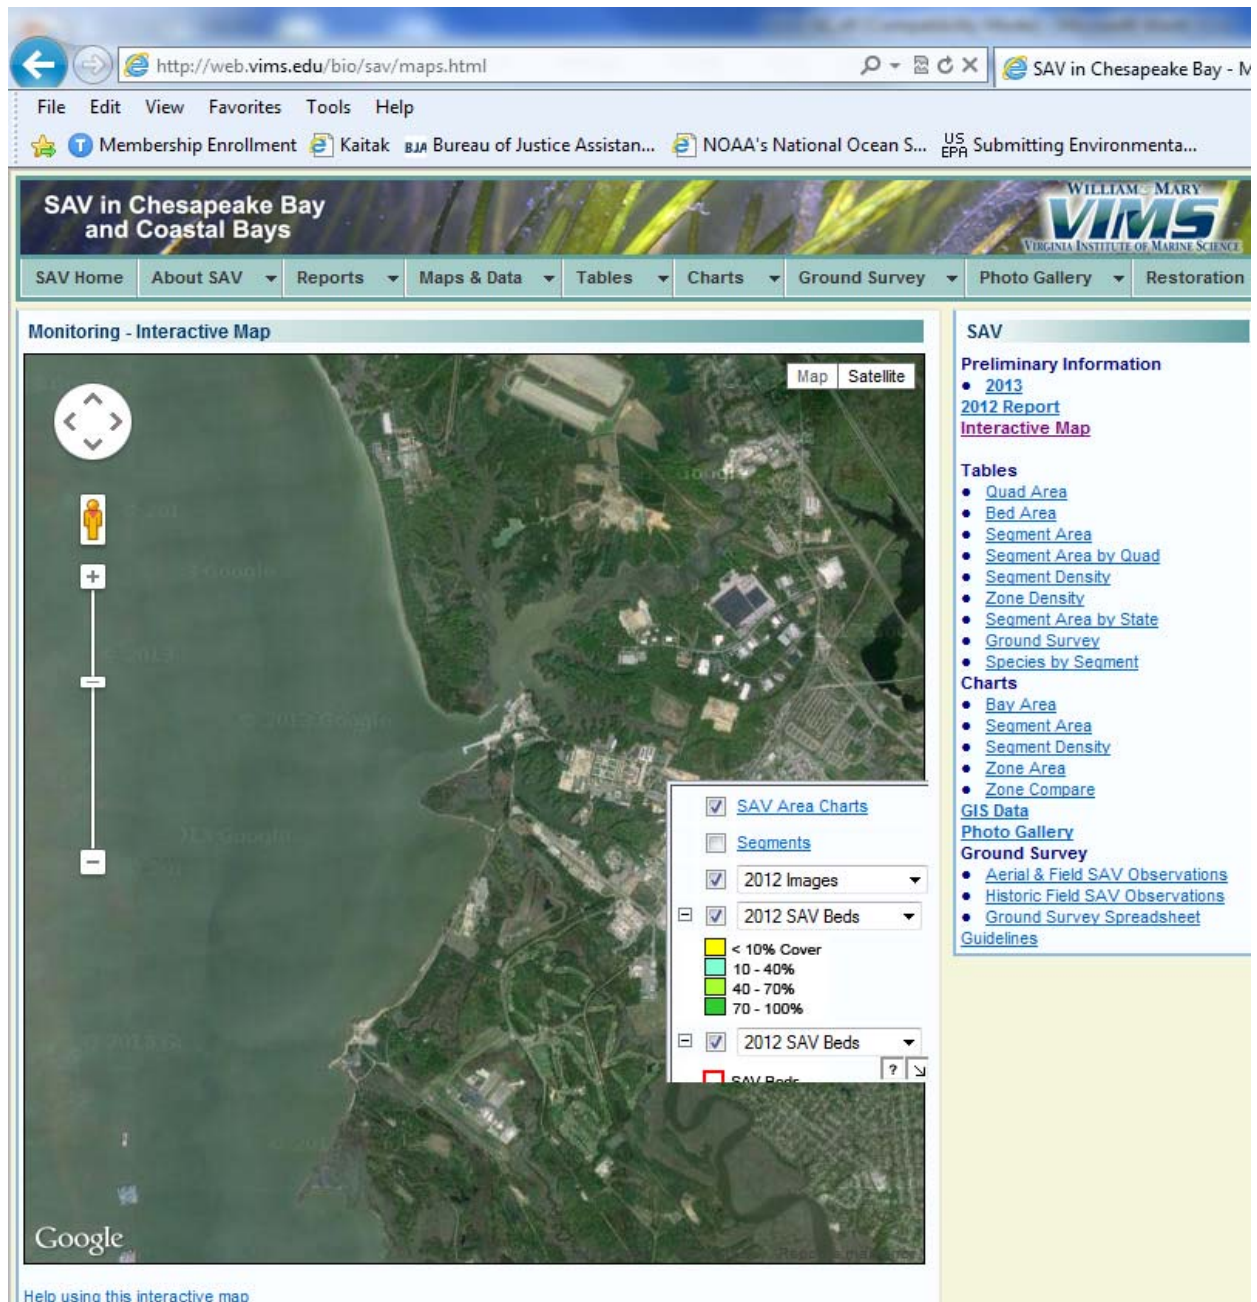 http://web.vims.edu/bio/sav/maps.html
SAV in Chesapeake Bay - M
File Edit View Favorites Tools Help
Membership Enrollment Kaitak BJA Bureau of Justice Assistan... NOAA's National Ocean S... US EPA Submitting Environmenta...
SAV in Chesapeake Bay
and Coastal Bays
WILLIAM & MARY
VIMS
VIRGINIA INSTITUTE OF MARINE SCIENCE
SAV Home About SAV Reports Maps & Data Tables Charts Ground Survey Photo Gallery Restoration
Monitoring - Interactive Map
Map Satellite
SAV Area Charts
Segments
2012 Images
2012 SAV Beds
< 10% Cover
10 - 40%
40 - 70%
70 - 100%
2012 SAV Beds
?
SAV Beds
Google
Help using this interactive map
SAV
Preliminary Information
2013
2012 Report
Interactive Map
Tables
Quad Area
Bed Area
Segment Area
Segment Area by Quad
Segment Density
Zone Density
Segment Area by State
Ground Survey
Species by Segment
Charts
Bay Area
Segment Area
Segment Density
Zone Area
Zone Compare
GIS Data
Photo Gallery
Ground Survey
Aerial & Field SAV Observations
Historic Field SAV Observations
Ground Survey Spreadsheet
Guidelines